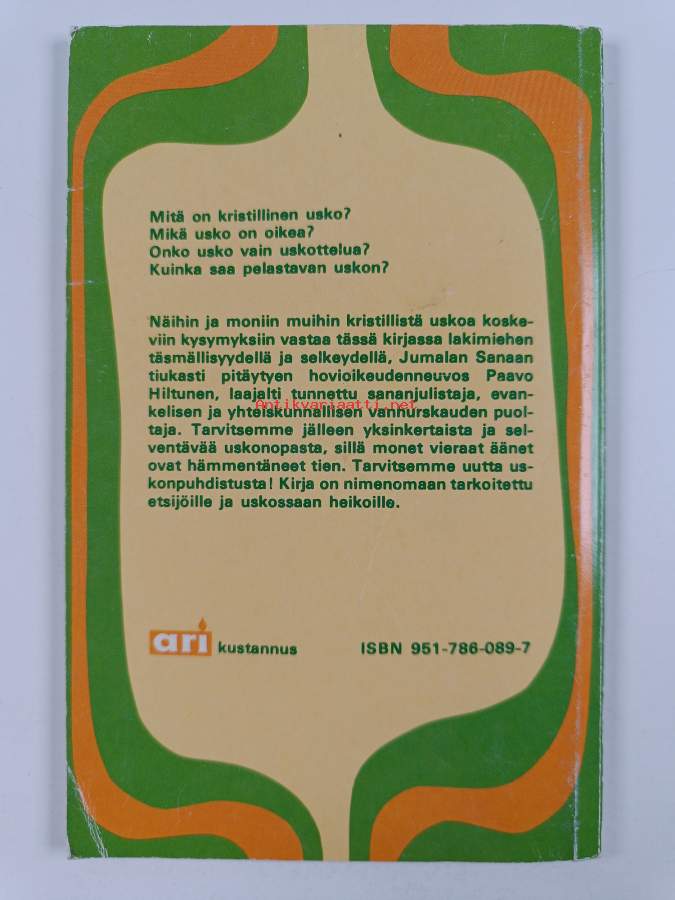 Mitä on kristillinen usko?
Mikä usko on oikea?
Onko usko vain uskottelua?
Kuinka saa pelastavan uskon?
Näihin ja moniin muihin kristillistä uskoa koske-
viin kysymyksiin vastaa tässä kirjassa lakimiehen
täsmällisyydellä ja selkeydellä, Jumalan Sanaan
tiukasti pitäytyen hovioikeudenneuvos Paavo
Hiltunen, laajalti tunnettu sananjulistaja, evan-
Antikvariaatti.net
kelisen ja yhteiskunnallisen vanhurskauden puol-
taja. Tarvitsemme jälleen yksinkertaista ja sel-
ventävää uskonopasta, sillä monet vieraat äänet
ovat hämmentäneet tien. Tarvitsemme uutta us-
konpuhdistusta! Kirja on nimenomaan tarkoitettu
etsijöille ja uskossaan heikoille.
ari kustannus ISBN 951-786-089-7